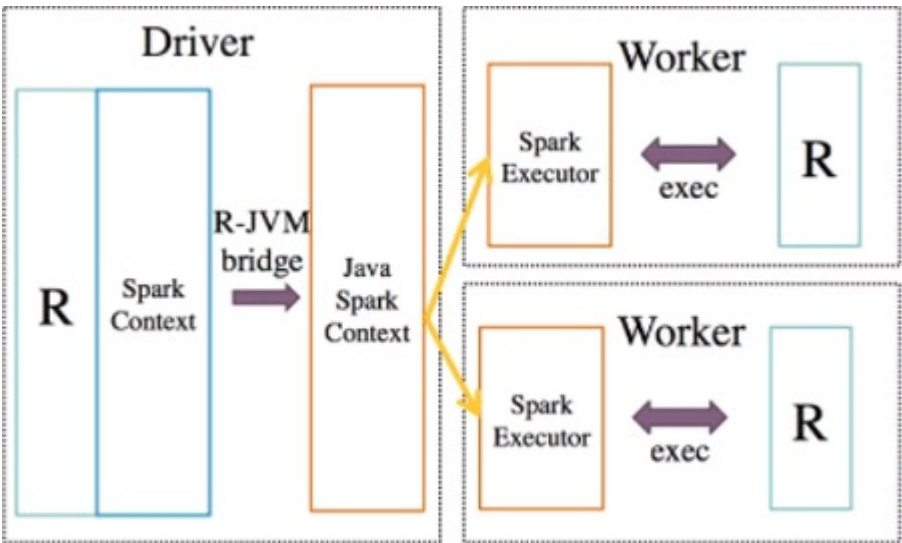 Driver
R
Spark
Context
R-JVM
bridge
Java
Spark
Context
Worker
Spark
Executor
exec
R
Worker
Spark
Executor
exec
R